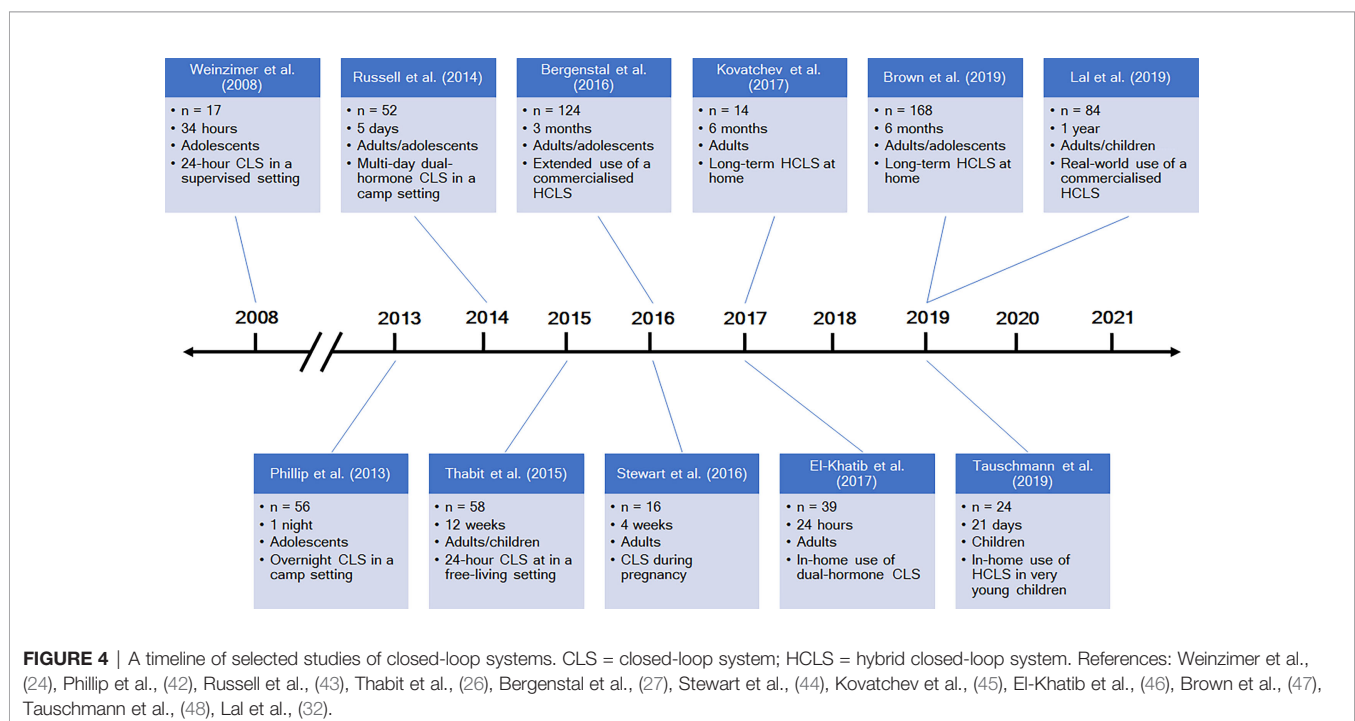 Weinzimer et al.
(2008)
• n = 17
• 34 hours
• Adolescents
• 24-hour CLS in a
supervised setting
Russell et al. (2014)
• n = 52
• 5 days
• Adults/adolescents
• Multi-day dual-
hormone CLS in a
camp setting
Bergenstal et al.
(2016)
• n = 124
• 3 months
• Adults/adolescents
• Extended use of a
commercialised
HCLS
Kovatchev et al.
(2017)
• n = 14
• 6 months
• Adults
• Long-term HCLS at
home
Brown et al. (2019)
• n = 168
• 6 months
• Adults/adolescents
• Long-term HCLS at
home
Lal et al. (2019)
• n = 84
• 1 year
• Adults/children
• Real-world use of a
commercialised
HCLS
2008 2013 2014 2015 2016 2017 2018 2019 2020 2021
Phillip et al. (2013)
• n = 56
• 1 night
• Adolescents
• Overnight CLS in a
camp setting
Thabit et al. (2015)
• n = 58
• 12 weeks
• Adults/children
• 24-hour CLS at in a
free-living setting
Stewart et al. (2016)
• n = 16
• 4 weeks
• Adults
• CLS during
pregnancy
El-Khatib et al.
(2017)
• n = 39
• 24 hours
• Adults
• In-home use of
dual-hormone CLS
Tauschmann et al.
(2019)
• n = 24
• 21 days
• Children
• In-home use of
HCLS in very
young children
FIGURE 4 | A timeline of selected studies of closed-loop systems. CLS = closed-loop system; HCLS = hybrid closed-loop system. References: Weinzimer et al.,
(24), Phillip et al., (42), Russell et al., (43), Thabit et al., (26), Bergenstal et al., (27), Stewart et al., (44), Kovatchev et al., (45), El-Khatib et al., (46), Brown et al., (47),
Tauschmann et al., (48), Lal et al., (32).